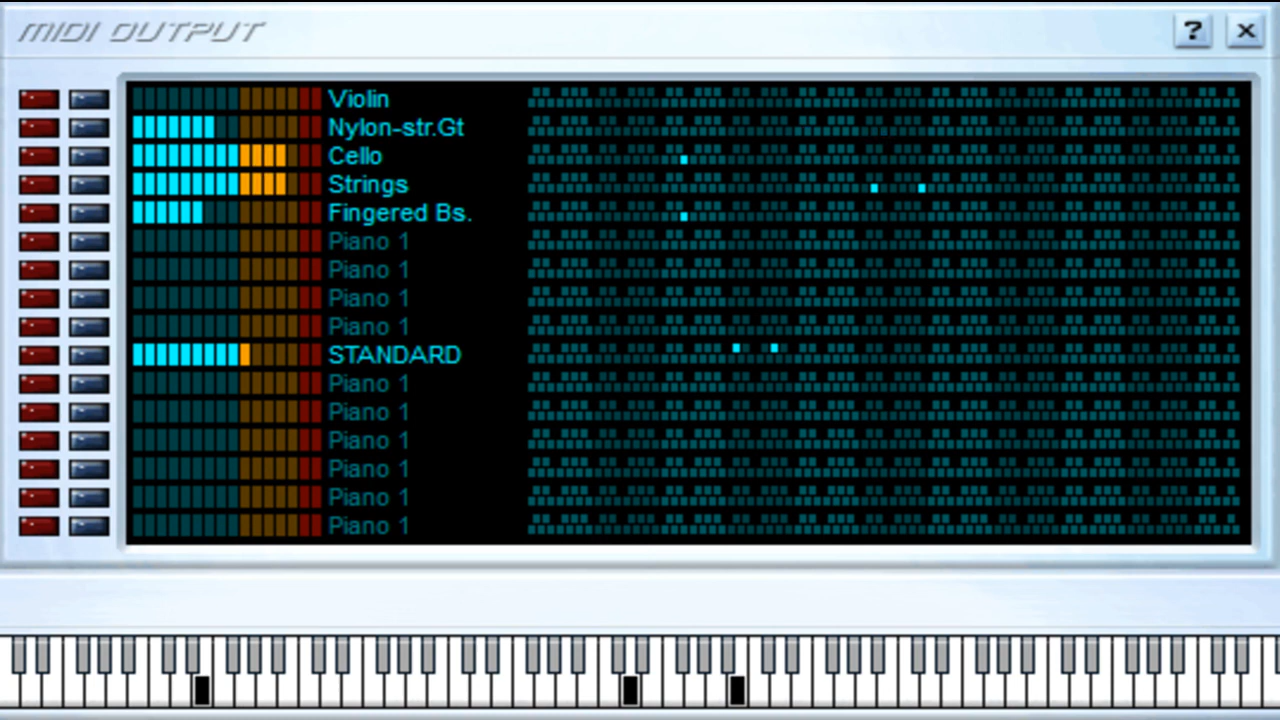 MIDI OUTPUT
? ×
Violin
Nylon-str.Gt
Cello
Strings
Fingered Bs.
Piano 1
Piano 1
Piano 1
Piano 1
STANDARD
Piano 1
Piano 1
Piano 1
Piano 1
Piano 1
Piano 1